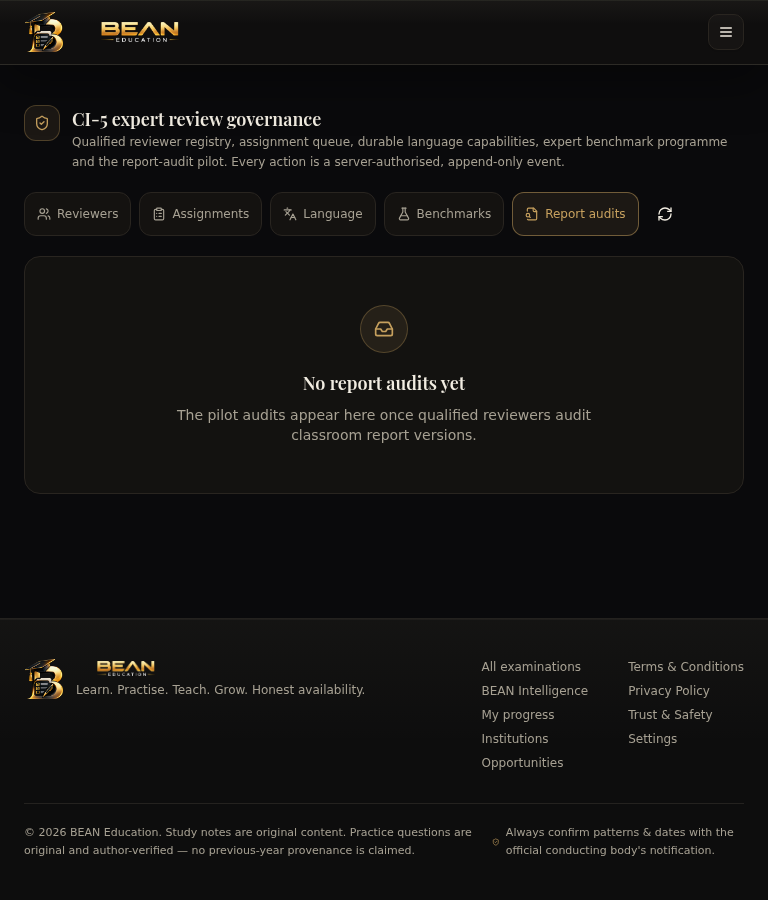 BEAN
EDUCATION
CI-5 expert review governance
Qualified reviewer registry, assignment queue, durable language capabilities, expert benchmark programme
and the report-audit pilot. Every action is a server-authorised, append-only event.
Reviewers
Assignments
Language
Benchmarks
Report audits
No report audits yet
The pilot audits appear here once qualified reviewers audit
classroom report versions.
BEAN
EDUCATION
Learn. Practise. Teach. Grow. Honest availability.
All examinations
BEAN Intelligence
My progress
Institutions
Opportunities
Terms & Conditions
Privacy Policy
Trust & Safety
Settings
© 2026 BEAN Education. Study notes are original content. Practice questions are
original and author-verified — no previous-year provenance is claimed.
Always confirm patterns & dates with the
official conducting body's notification.